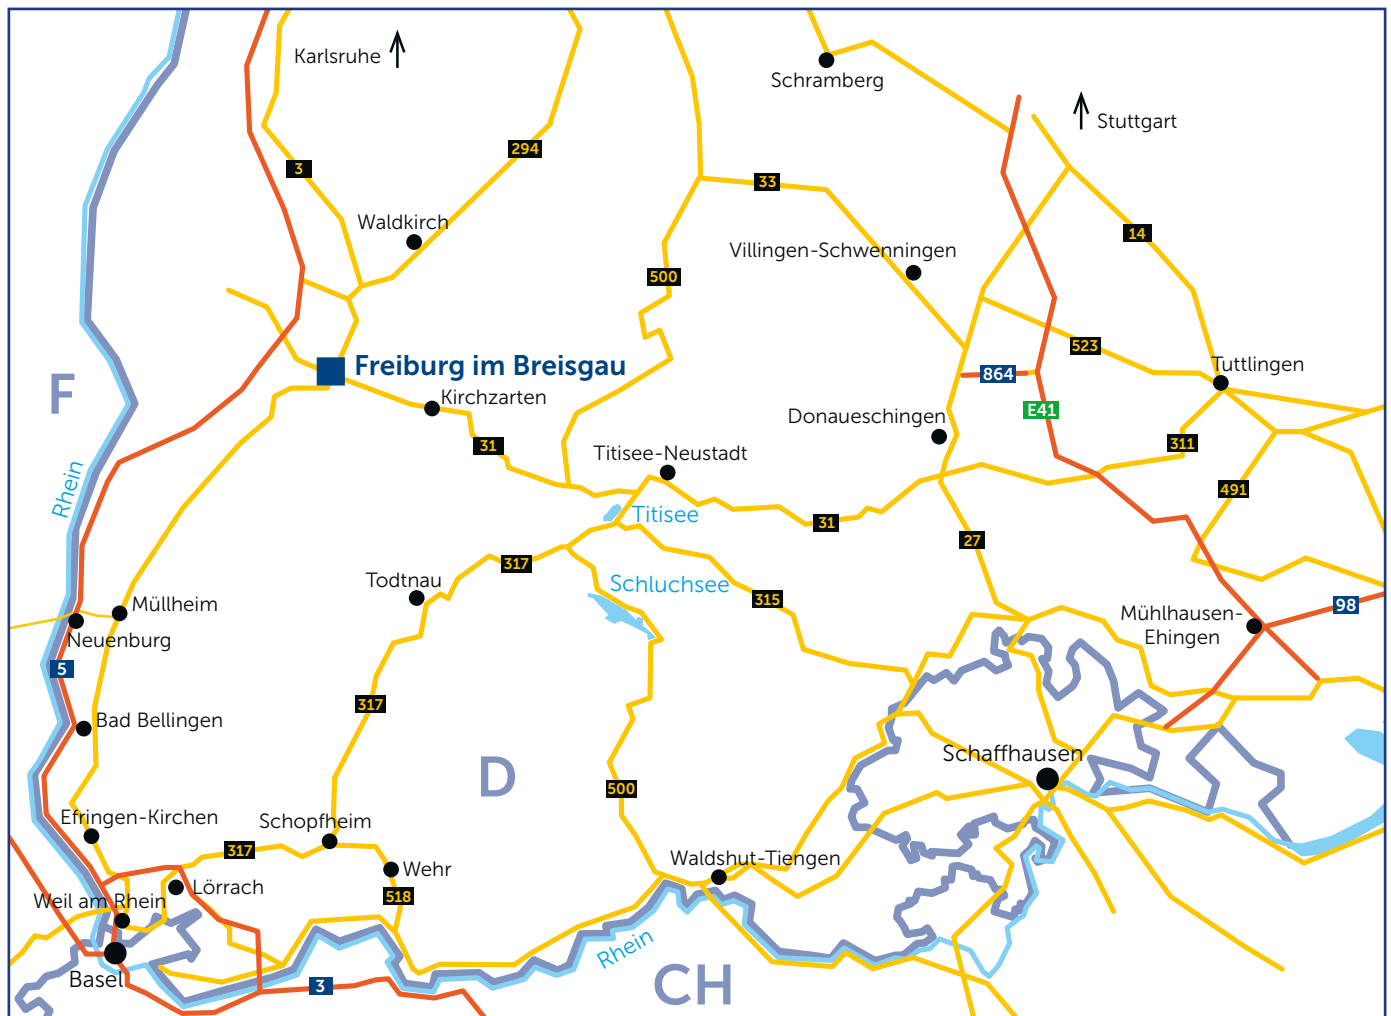 Karlsruhe
Schramberg
Stuttgart
294
3
33
Waldkirch
14
Villingen-Schwenningen
500
523
Freiburg im Breisgau
Tuttlingen
864
F
Kirchzarten
E41
Donaueschingen
31
311
Titisee-Neustadt
Rhein
491
Titisee
31
27
317
Todtnau
Schluchsee
315
Müllheim
98
Mühlhausen-
Ehingen
Neuenburg
5
317
Bad Bellingen
Schaffhausen
D
500
Efringen-Kirchen
Schopfheim
317
Waldshut-Tiengen
Wehr
Lörrach
518
Weil am Rhein
Rhein
Basel
3
CH